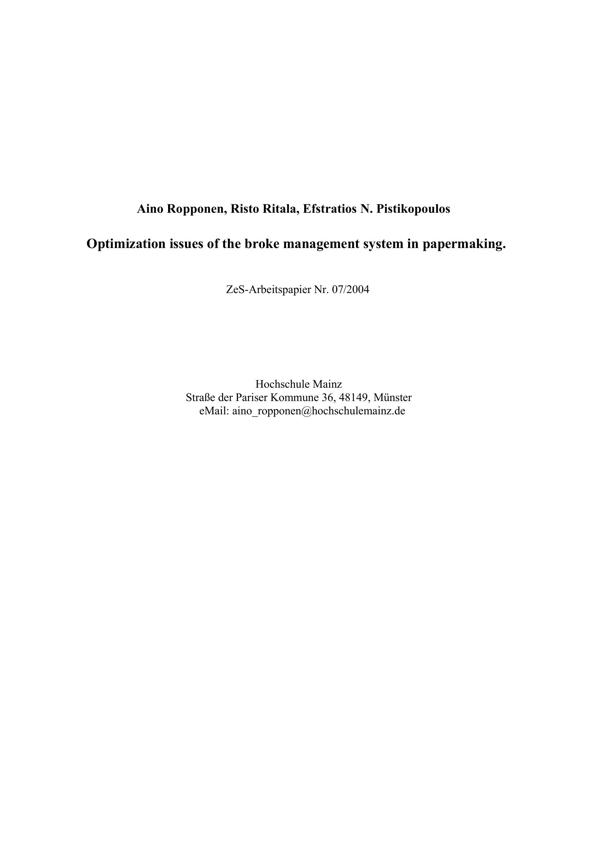 Aino Ropponen, Risto Ritala, Efstratios N. Pistikopoulos
Optimization issues of the broke management system in papermaking.
ZeS-Arbeitspapier Nr. 07/2004
Hochschule Mainz
Straße der Pariser Kommune 36, 48149, Münster
eMail: aino_ropponen@hochschulemainz.de